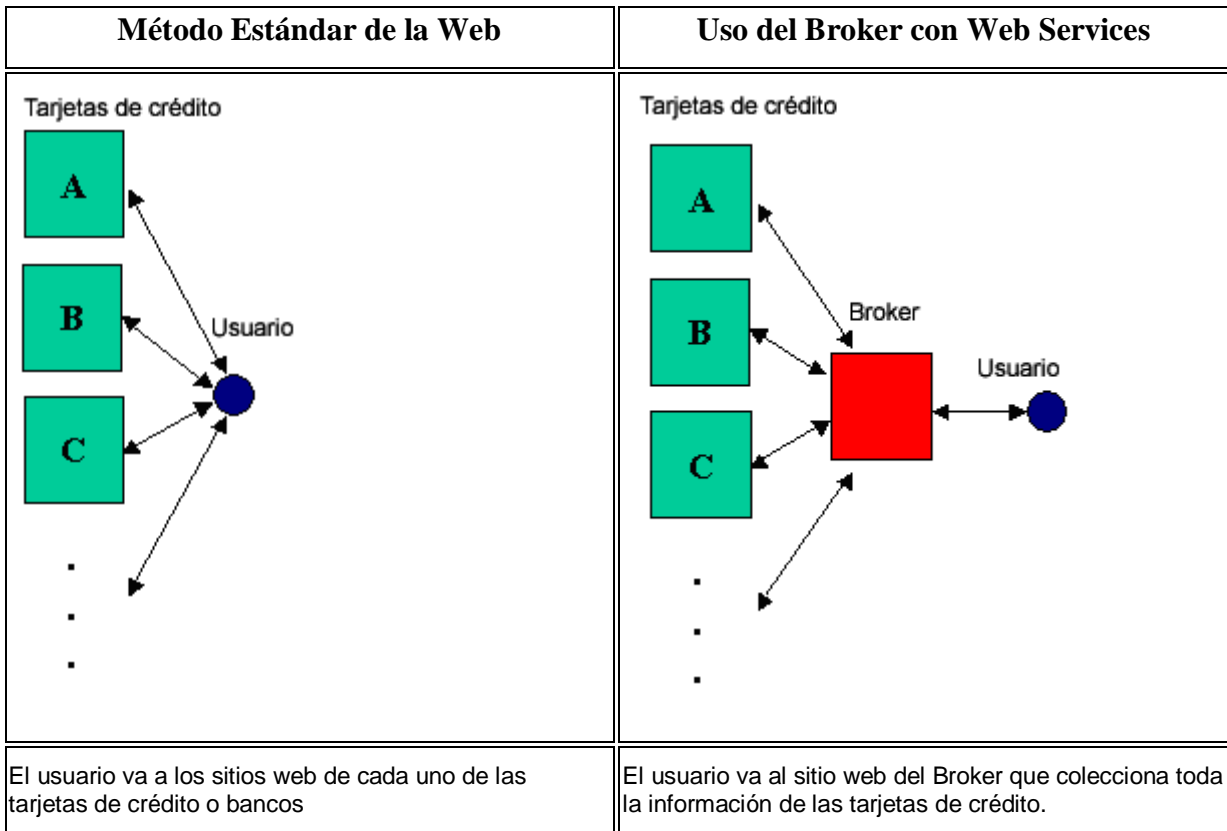 Método Estándar de la Web
Uso del Broker con Web Services
Tarjetas de crédito
A
B
Usuario
C
Tarjetas de crédito
A
B
Broker
Usuario
C
El usuario va a los sitios web de cada uno de las
tarjetas de crédito o bancos
El usuario va al sitio web del Broker que colecciona toda
la información de las tarjetas de crédito.